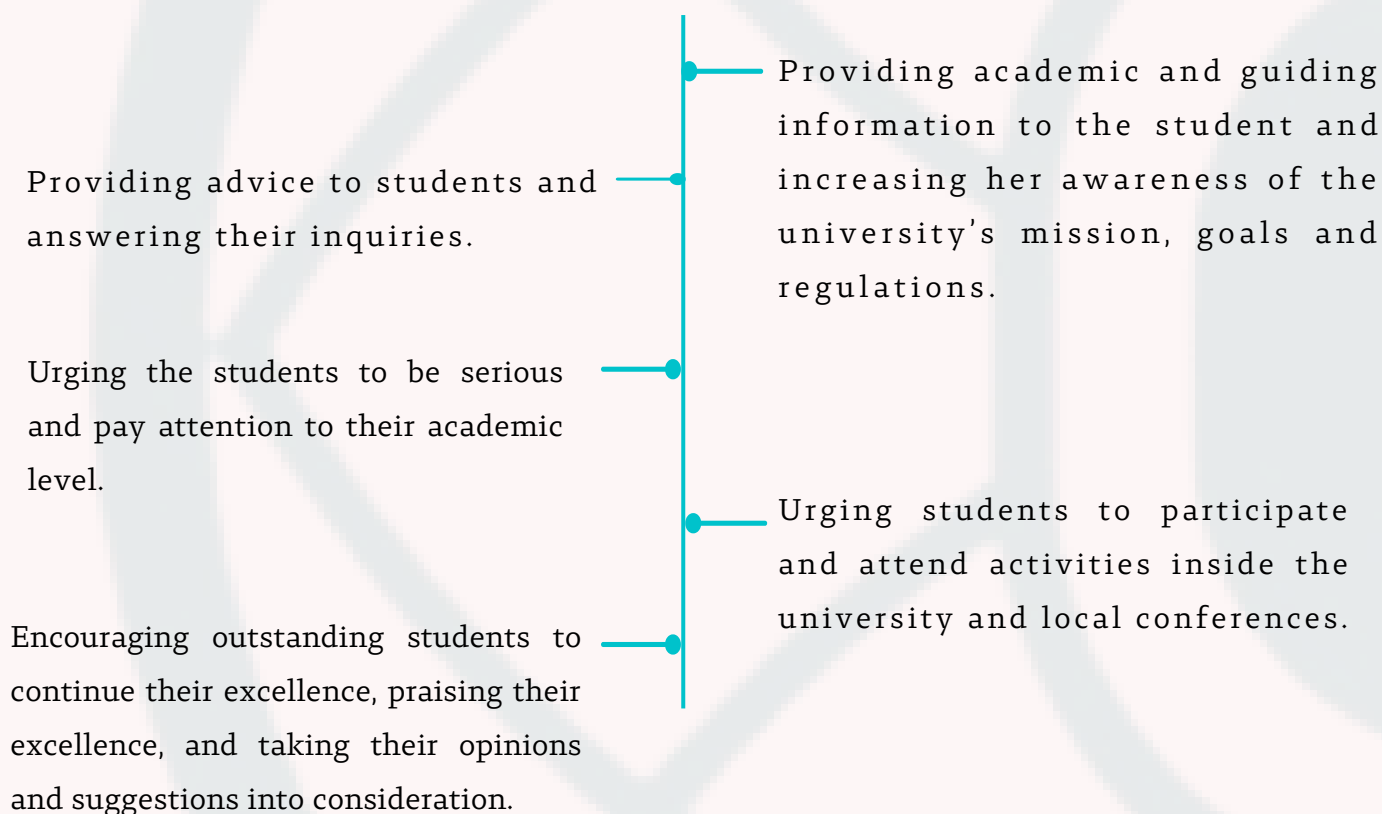 Providing academic and guiding
information to the student and
increasing her awareness of the
university’s mission, goals and
regulations.
Providing advice to students and
answering their inquiries.
Urging the students to be serious
and pay attention to their academic
level.
Urging students to participate
and attend activities inside the
university and local conferences.
Encouraging outstanding students to
continue their excellence, praising their
excellence, and taking their opinions
and suggestions into consideration.